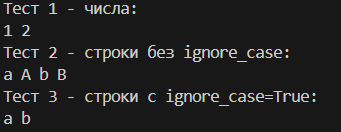 Тест 1 - числа:
1 2
Тест 2 - строки без ignore_case:
a A b B
Тест 3 - строки с ignore_case=True:
a b